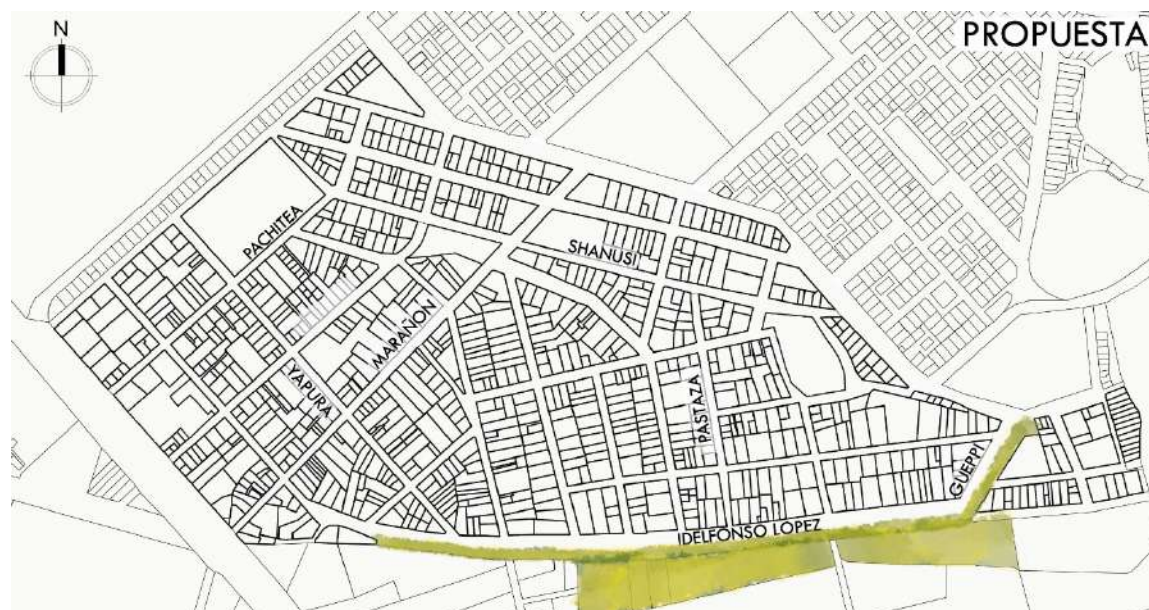 N
PROPUESTA
PACHITEA
SHANUSI
MARAÑON
YAPURA
PASTAZA
GUEPPI
IDELFONSO LOPEZ